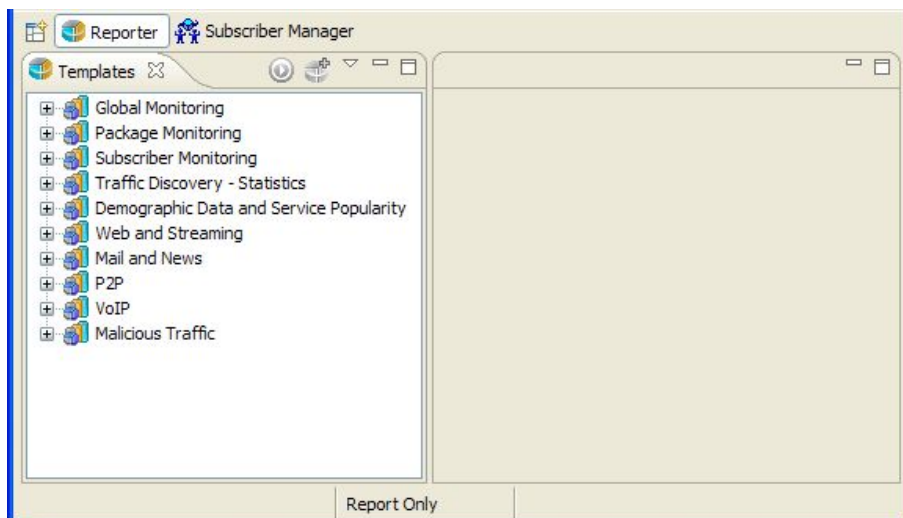 Reporter Subscriber Manager
Templates
Global Monitoring
Package Monitoring
Subscriber Monitoring
Traffic Discovery - Statistics
Demographic Data and Service Popularity
Web and Streaming
Mail and News
P2P
VoIP
Malicious Traffic
Report Only